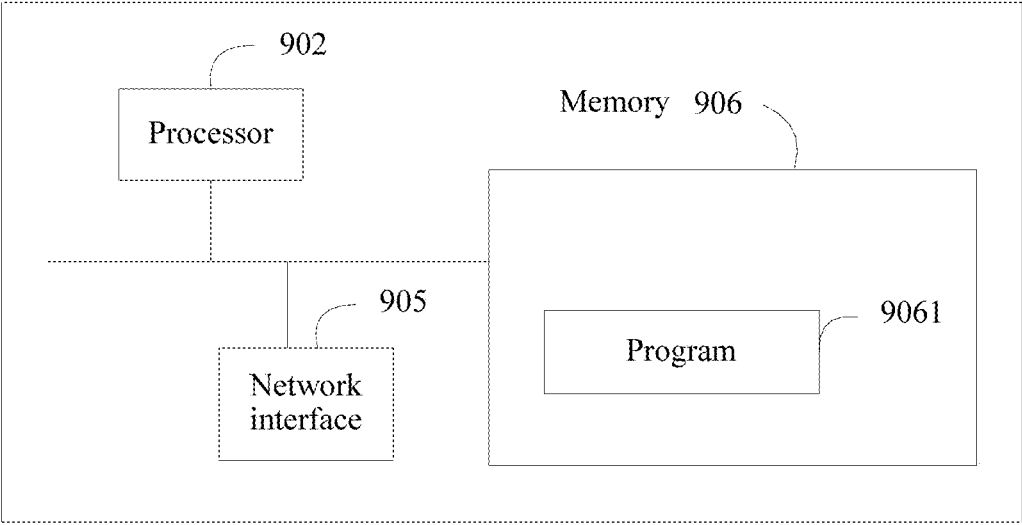 902
Processor
Memory 906
905
9061
Program
Network
interface